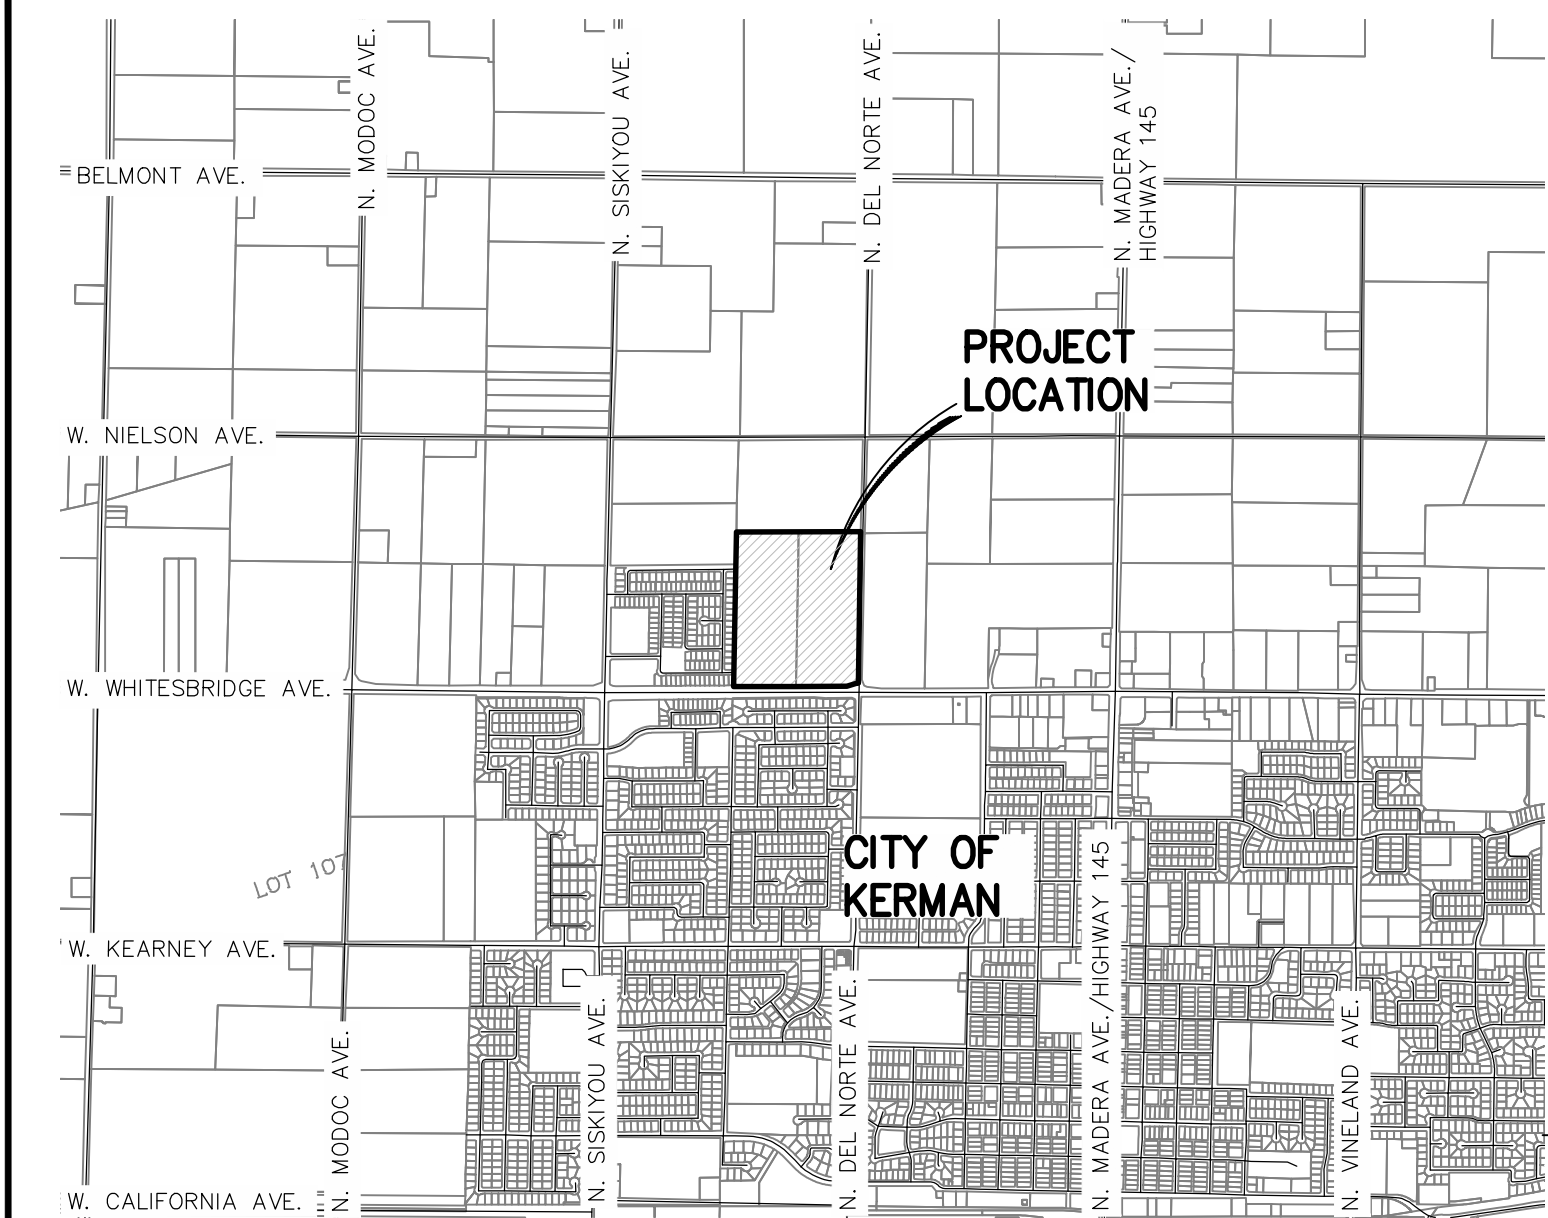 N. MODOC AVE.
N. SISKIYOU AVE.
N. DEL NORTE AVE.
N. MADERA AVE./
HIGHWAY 145
BELMONT AVE.
PROJECT
LOCATION
W. NIELSON AVE.
W. WHITESBRIDGE AVE.
CITY OF
KERMAN
LOT 107
W. KEARNEY AVE.
N. MODOC AVE.
N. SISKIYOU AVE.
N. DEL NORTE AVE.
N. MADERA AVE./HIGHWAY 145
N. VINELAND AVE.
W. CALIFORNIA AVE.